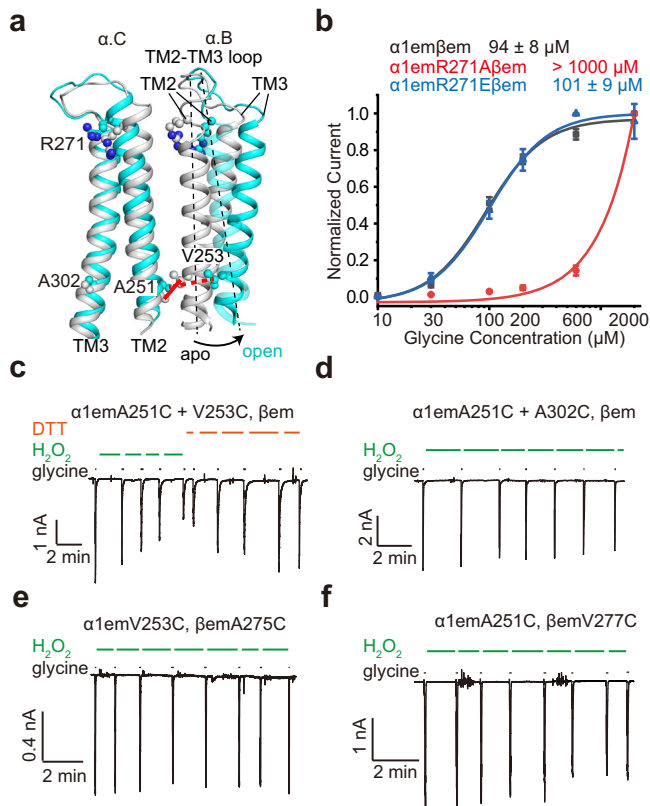 a
α.C
α.B
TM2-TM3 loop
TM2
TM3
R271
V253
A302
A251
TM3
TM2
apo
open
b
α1emβem 94 ± 8 μM
α1emR271Aβem > 1000 μM
α1emR271Eβem 101 ± 9 μM
Normalized Current
1.0
0.8
0.6
0.4
0.2
0.0
10
100
200
600
2000
Glycine Concentration (μM)
c
α1emA251C + V253C, βem
DTT
H₂O₂
glycine
1 nA
2 min
d
α1emA251C + A302C, βem
H₂O₂
glycine
2 nA
2 min
e
α1emV253C, βemA275C
H₂O₂
glycine
0.4 nA
2 min
f
α1emA251C, βemV277C
H₂O₂
glycine
1 nA
2 min